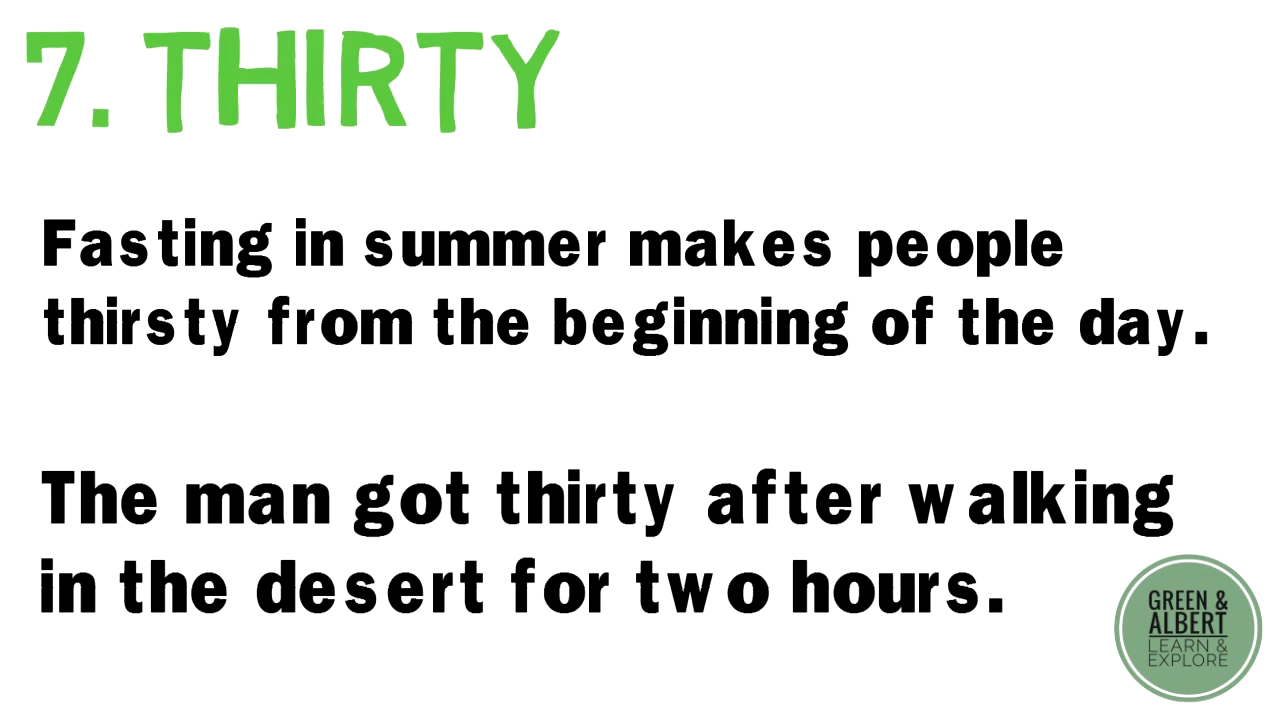 7. THIRTY
Fasting in summer makes people
thirsty from the beginning of the day.
The man got thirty after walking
in the desert for two hours.
GREEN &
ALBERT
LEARN &
EXPLORE